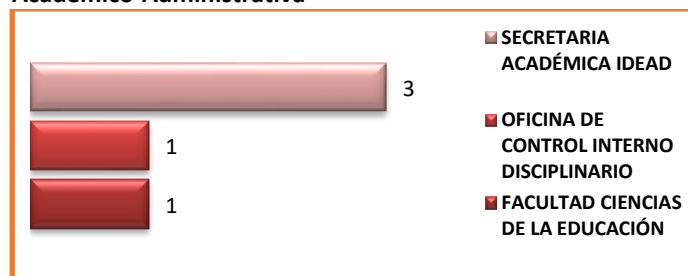 Académico-Administrativa
3
1
1
SECRETARIA
ACADÉMICA IDEAD
OFICINA DE
CONTROL INTERNO
DISCIPLINARIO
FACULTAD CIENCIAS
DE LA EDUCACIÓN